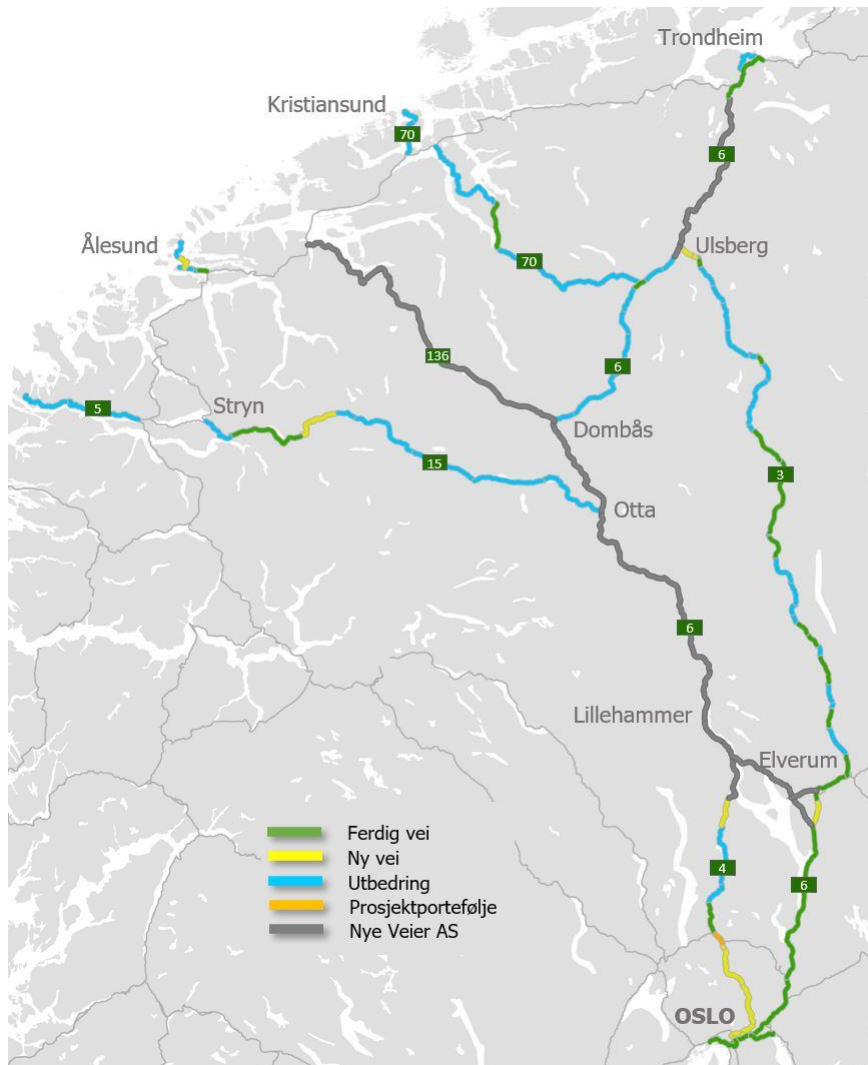 Trondheim
Kristiansund
70
6
Ålesund
Ulsberg
70
136
6
5
Stryn
Dombås
15
3
Otta
6
Lillehammer
Elverum
Ferdig vei
Ny vei
Utbedring
Prosjektportefølje
Nye Veier AS
4
6
OSLO